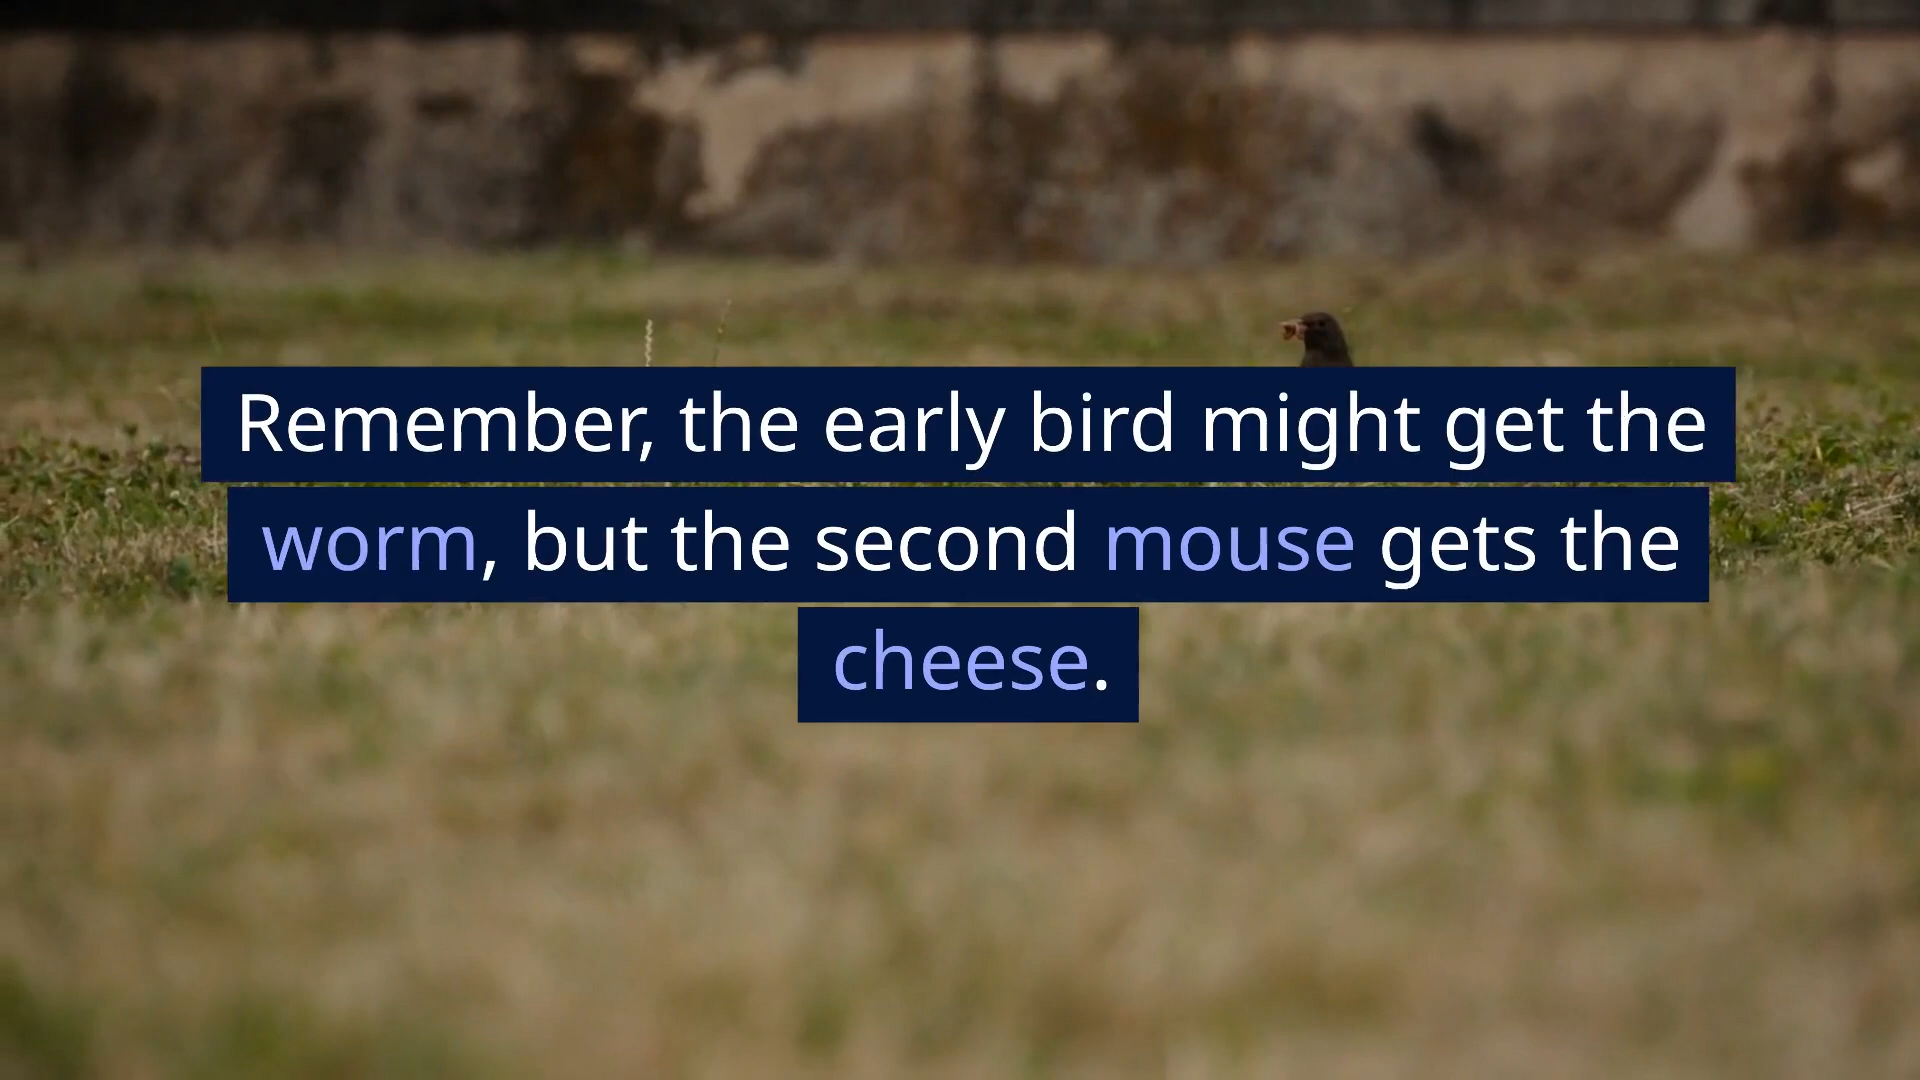 Remember, the early bird might get the
worm, but the second mouse gets the
cheese.